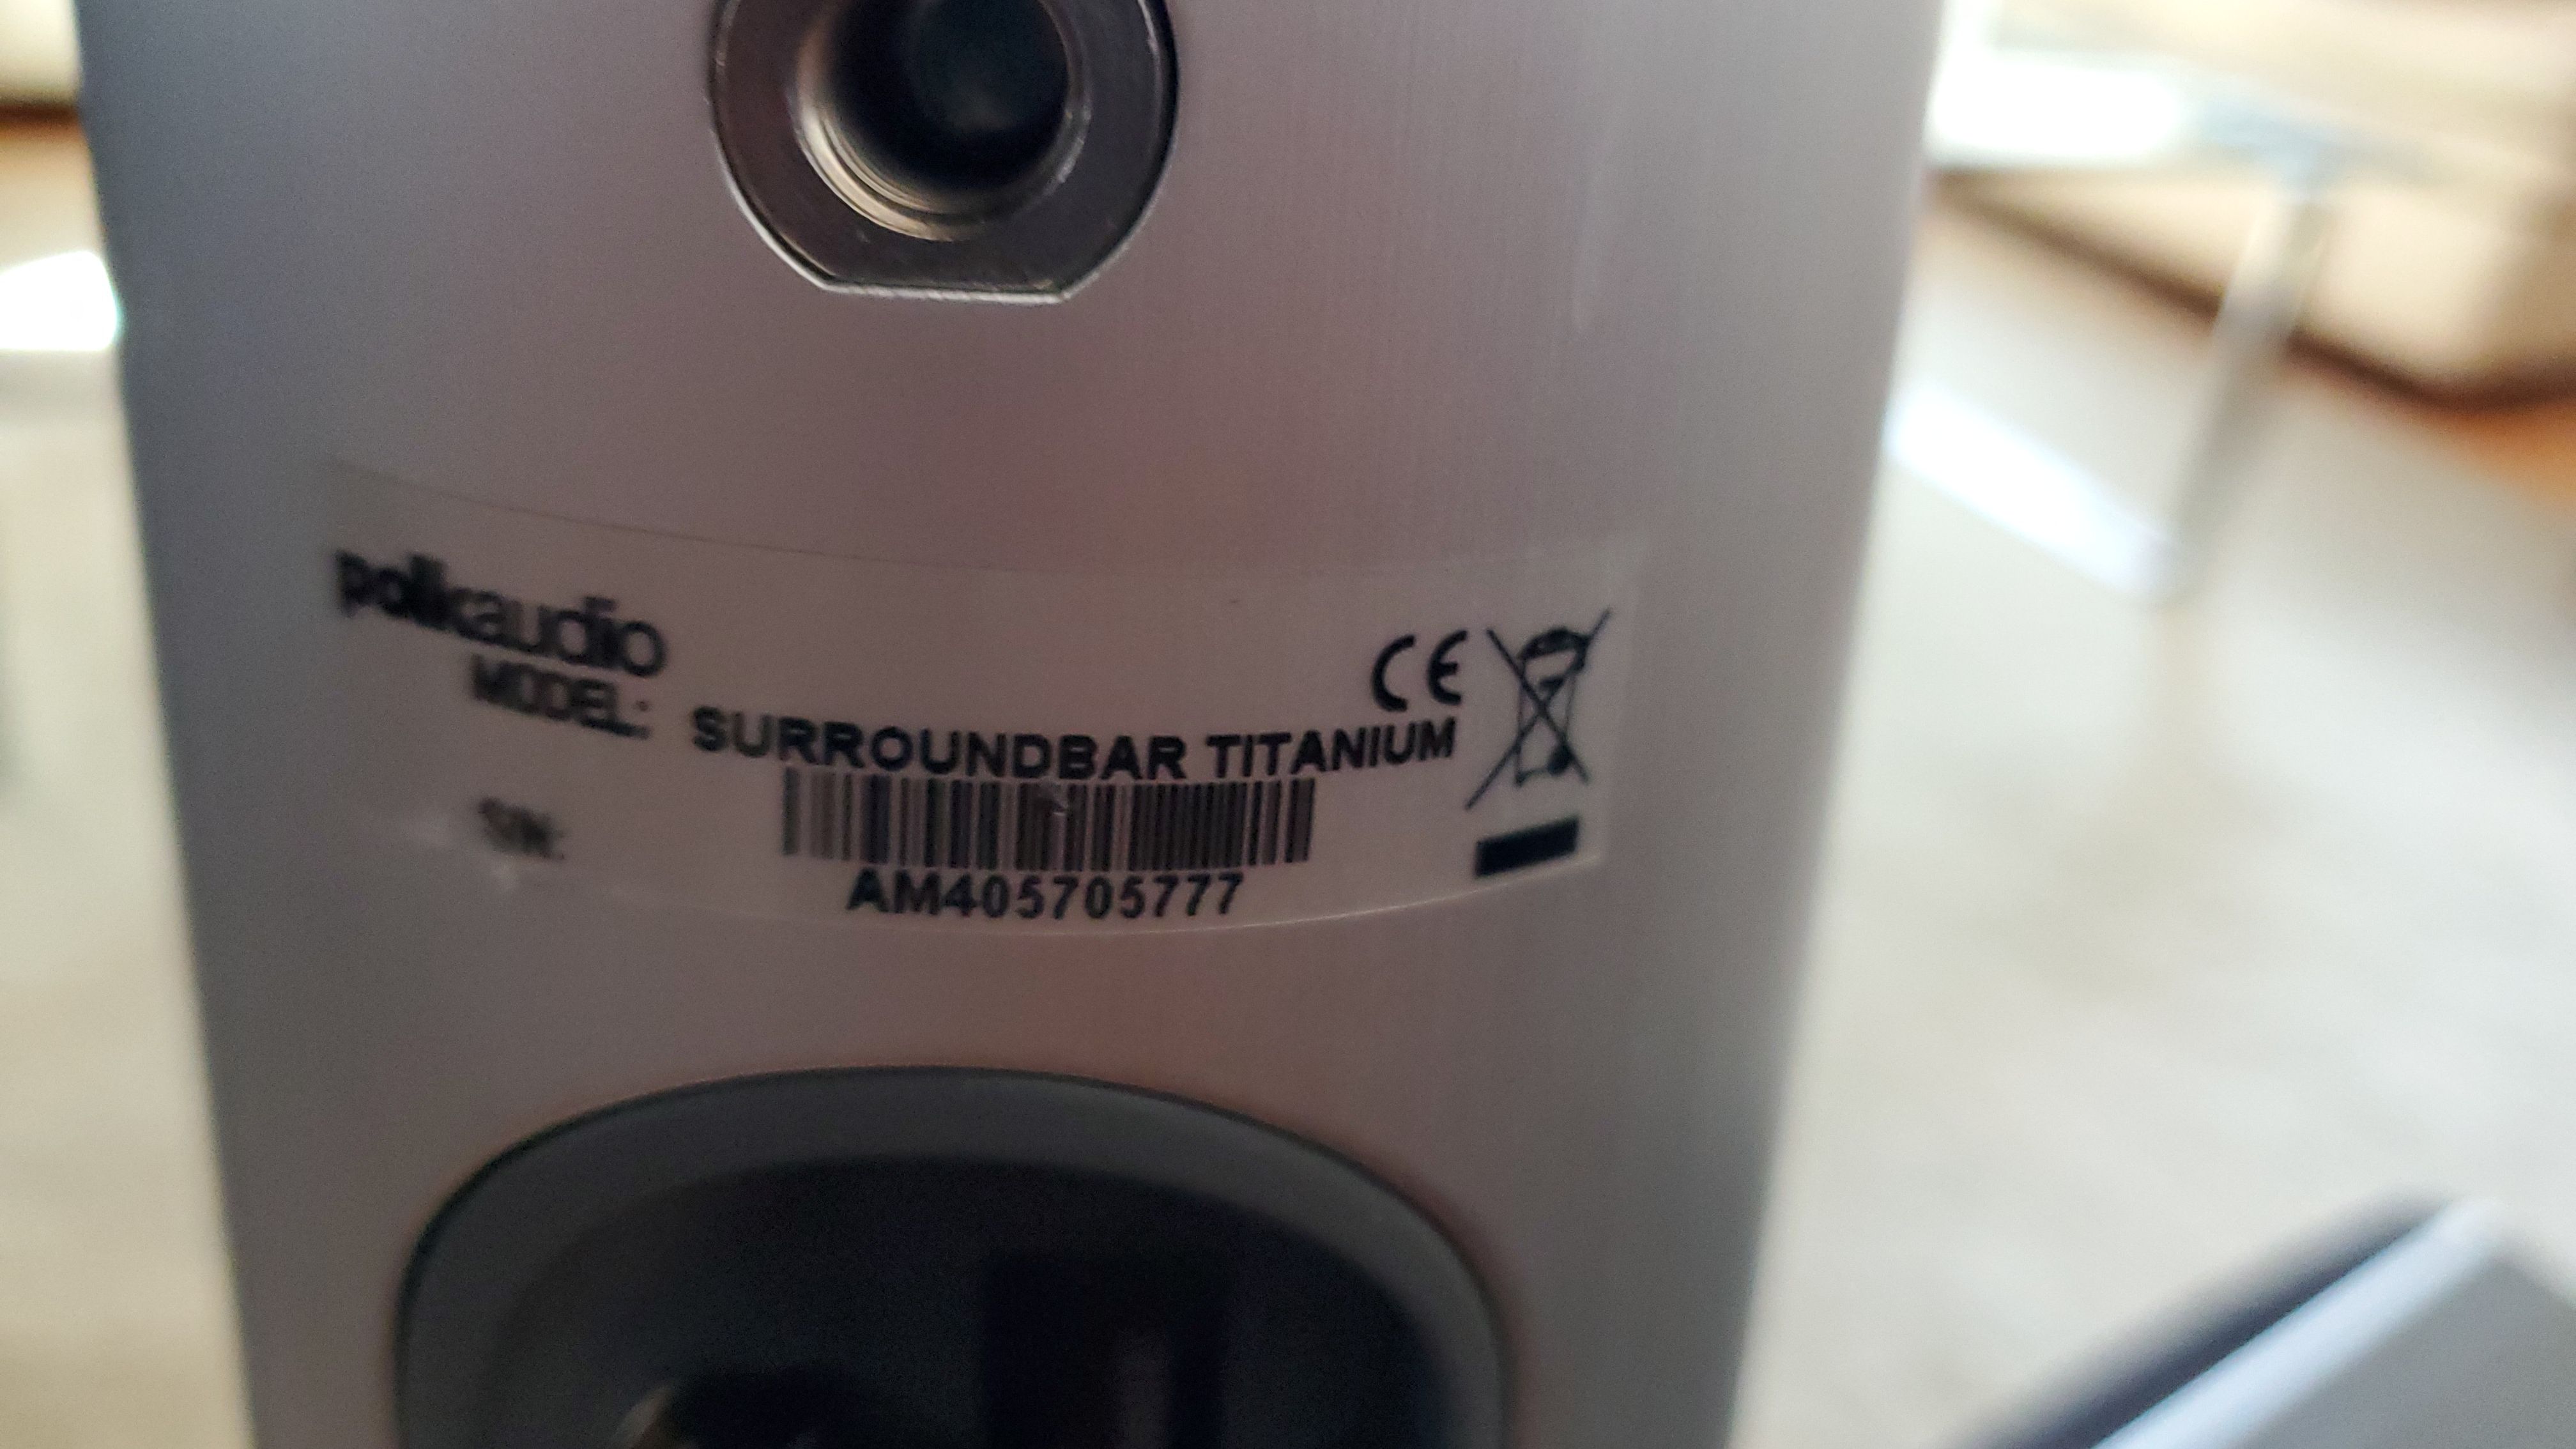 polkaudio
MODEL: SURROUNDBAR TITANIUM CE
S/N:
AM405705777